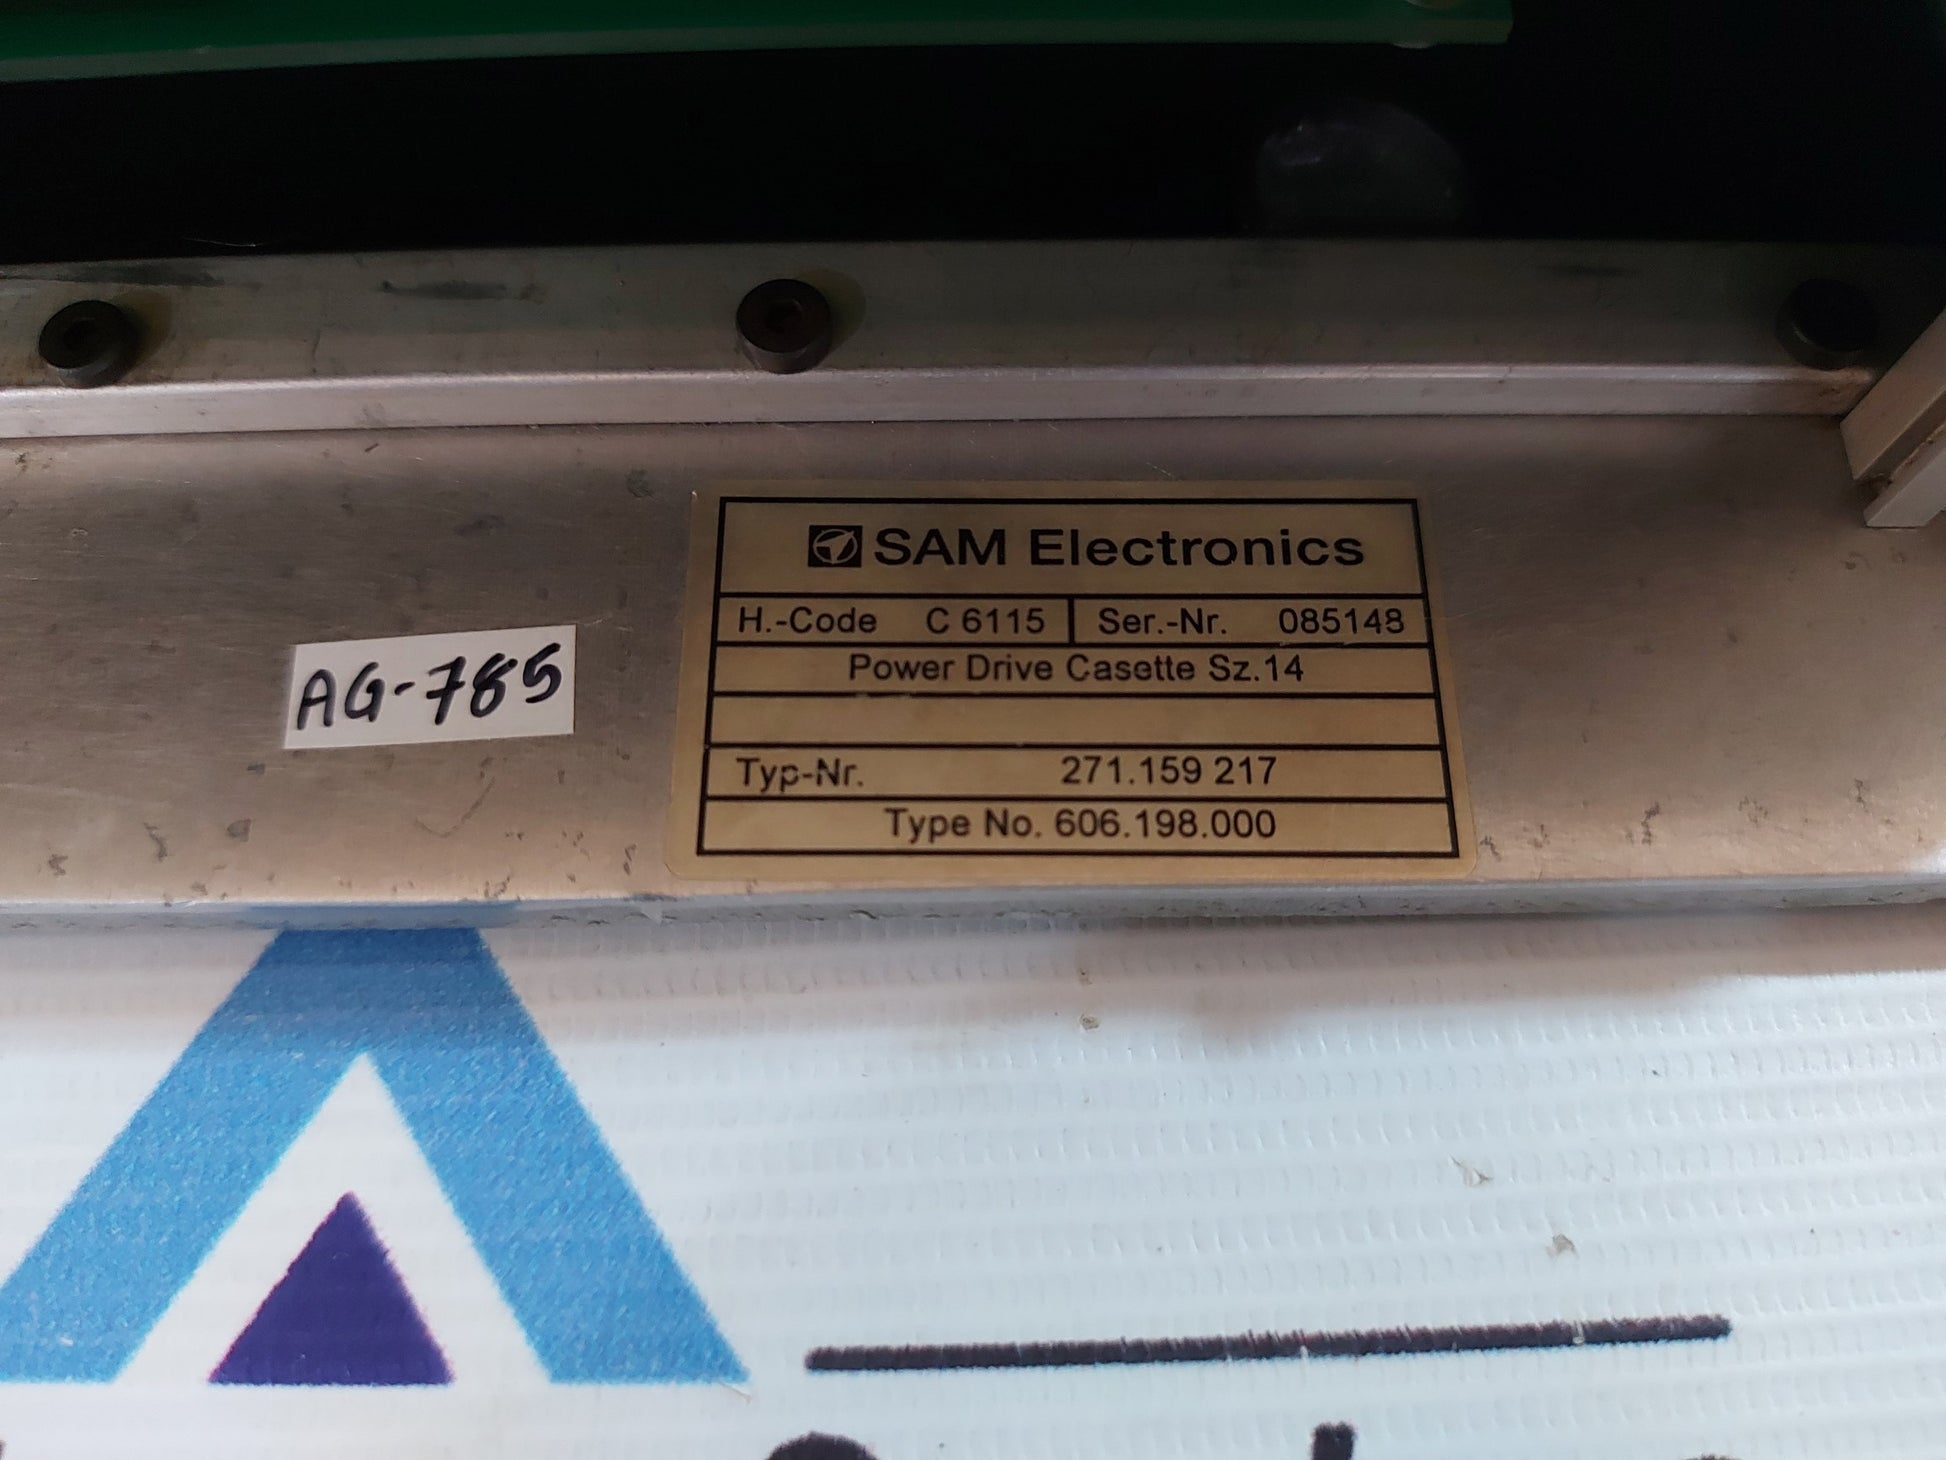 SAM Electronics
H.-Code C 6115 Ser.-Nr. 085148
Power Drive Casette Sz.14
AG-785
Typ-Nr. 271.159 217
Type No. 606.198.000